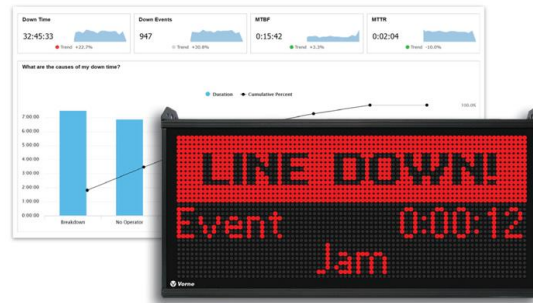 Down Time
32:45:33
Trend +22.7%
Down Events
947
Trend +20.8%
MTBF
0:15:42
Trend +3.3%
MTTR
0:02:04
Trend -10.0%
What are the causes of my down time?
Duration
Cumulative Percent
7:00:00
6:00:00
5:00:00
4:00:00
3:00:00
2:00:00
1:00:00
0:00:00
100.0%
Breakdown
No Operator
LINE DOWN!
Event 0:00:12
Jam
Vorne